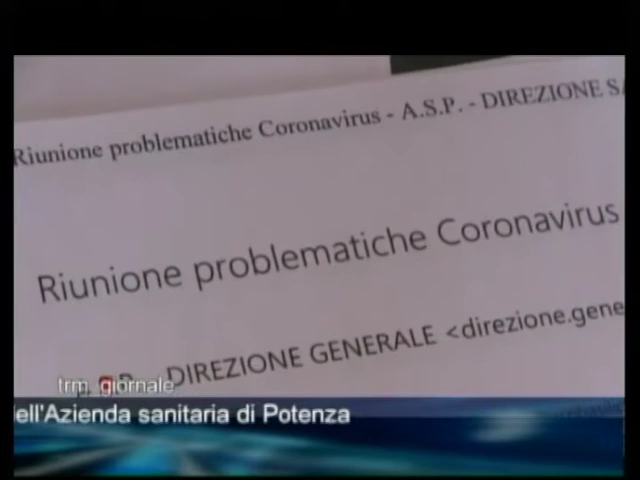 Riunione problematiche Coronavirus - A.S.P. - DIREZIONE
Riunione problematiche Coronavirus
DIREZIONE GENERALE <direzione.gene
trm giornale
ell'Azienda sanitaria di Potenza